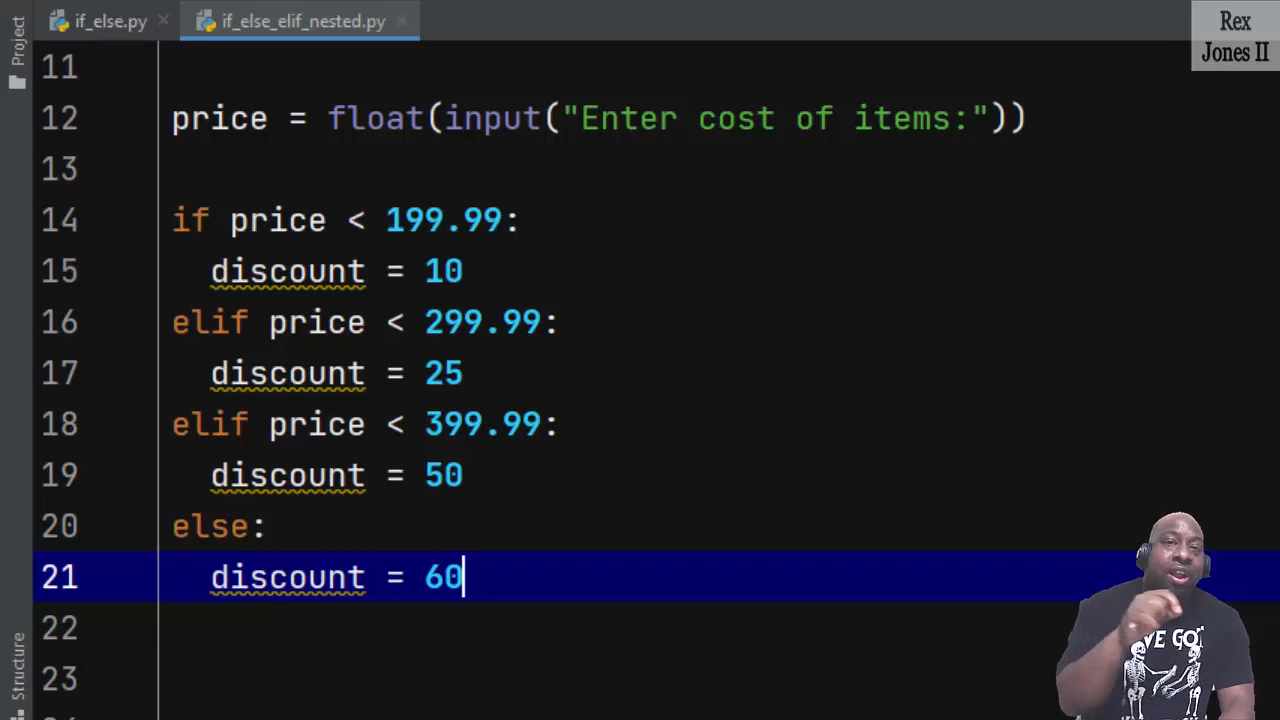 if_else.py
if_else_elif_nested.py
Rex
Jones II
Project
11
12 price = float(input("Enter cost of items:"))
13
14 if price < 199.99:
15 discount = 10
16 elif price < 299.99:
17 discount = 25
18 elif price < 399.99:
19 discount = 50
20 else:
21 discount = 60
22
23
Structure